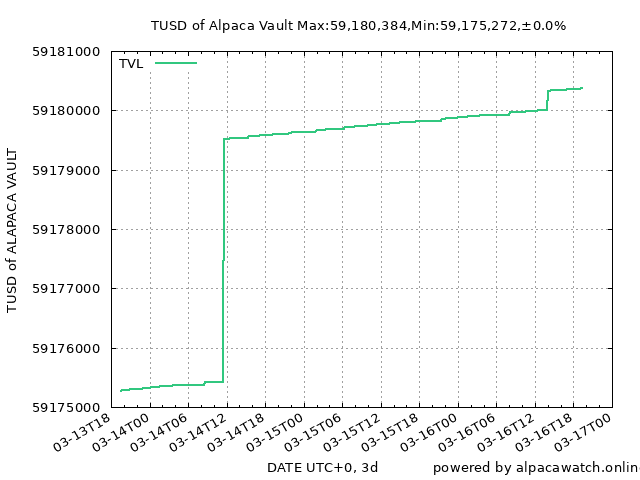 TUSD of Alpaca Vault Max:59,180,384,Min:59,175,272,±0.0%
TVL
59181000
59180000
59179000
59178000
59177000
59176000
59175000
TUSD of ALAPACA VAULT
03-13T18
03-14T00
03-14T06
03-14T12
03-14T18
03-15T00
03-15T06
03-15T12
03-15T18
03-16T00
03-16T06
03-16T12
03-16T18
03-17T00
DATE UTC+0, 3d
powered by alpacawatch.onlin